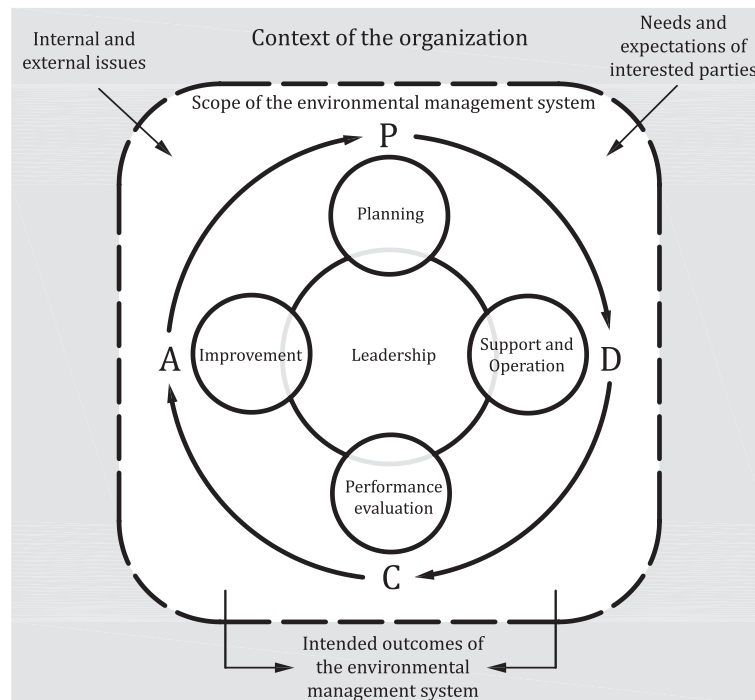 Internal and
external issues
Context of the organization
Needs and
expectations of
interested parties
Scope of the environmental management system
P
Planning
A
Improvement
Leadership
Support and
Operation
D
Performance
evaluation
C
Intended outcomes of
the environmental
management system